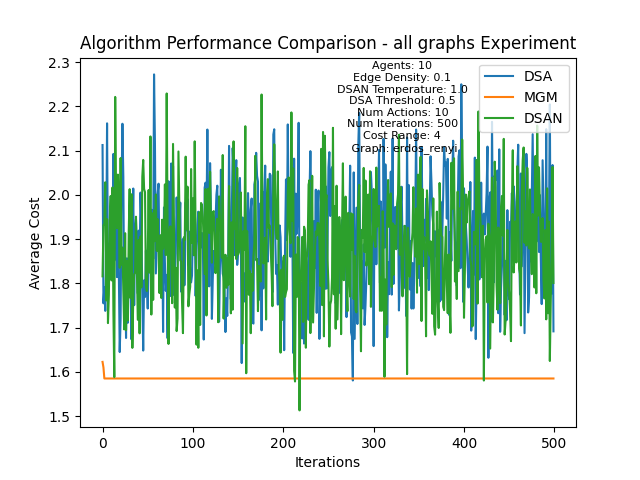 Algorithm Performance Comparison - all graphs Experiment
Agents: 10
Edge Density: 0.1
DSAN Temperature: 1.0
DSA Threshold: 0.5
Num Actions: 10
Num Iterations: 500
Cost Range: 4
Graph: erdos_renyi
DSA
MGM
DSAN
2.3
2.2
2.1
2.0
1.9
1.8
1.7
1.6
1.5
Average Cost
0 100 200 300 400 500
Iterations